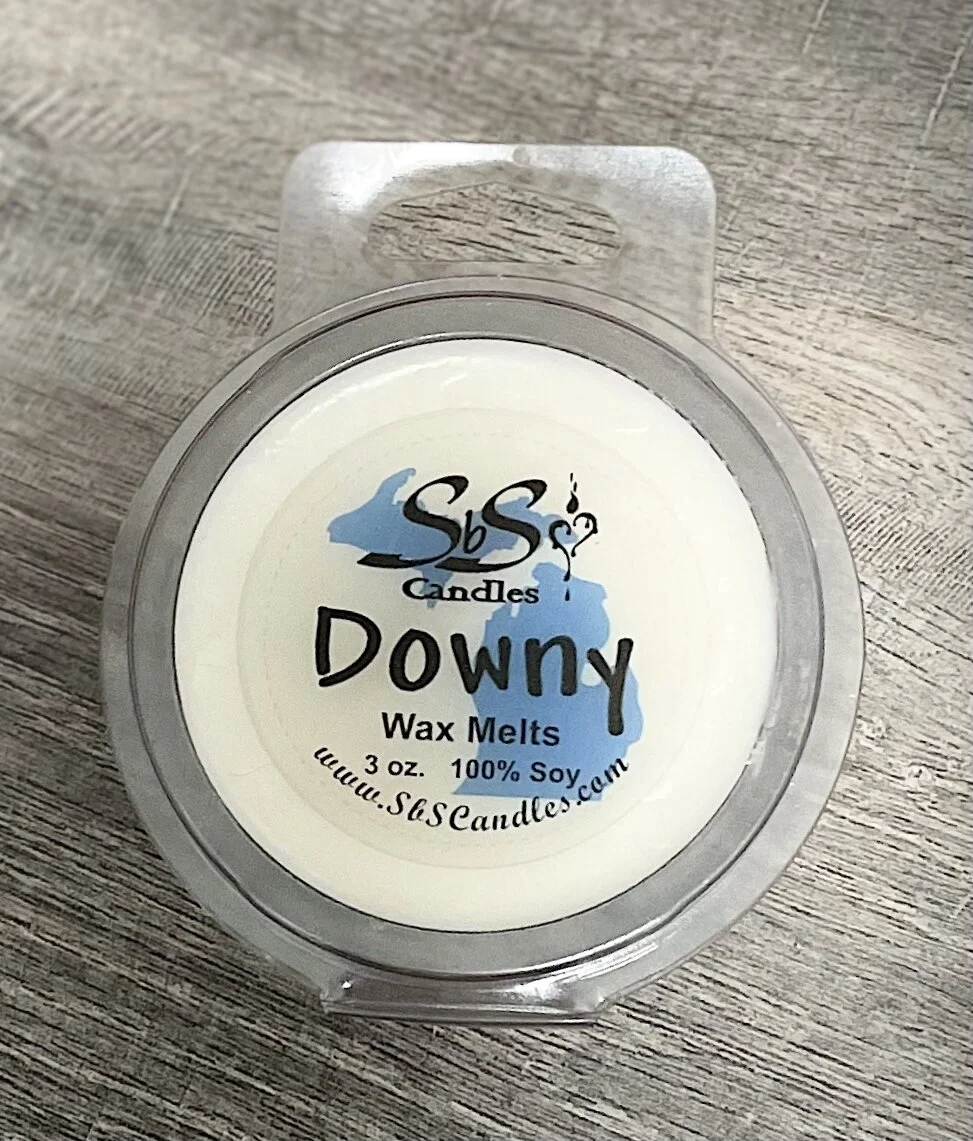 SbS
Candles
Downy
Wax Melts
3 oz. 100% Soy
www.SbSCandles.com